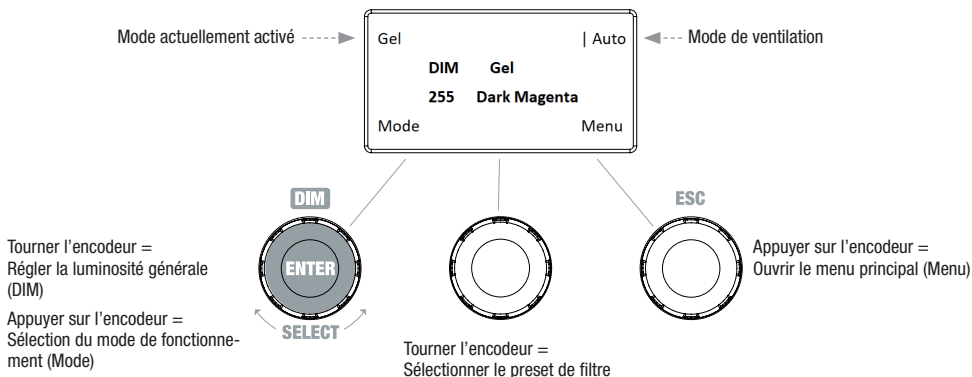 Mode actuellement activé
Gel | Auto
Mode de ventilation
DIM Gel
255 Dark Magenta
Mode Menu
DIM
ESC
ENTER
SELECT
Tourner l’encodeur =
Régler la luminosité générale
(DIM)
Appuyer sur l’encodeur =
Sélection du mode de fonctionne-
ment (Mode)
Tourner l’encodeur =
Sélectionner le preset de filtre
Appuyer sur l’encodeur =
Ouvrir le menu principal (Menu)